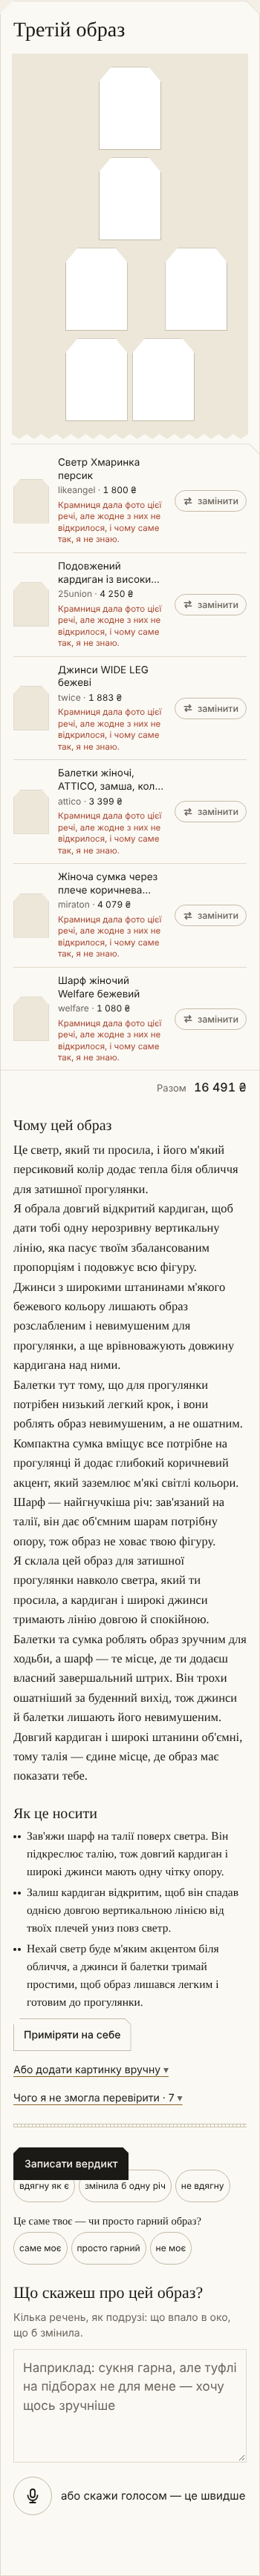 Третій образ
Светр Хмаринка
персик
likeangel · 1 800 ₴
Крамниця дала фото цієї
речі, але жодне з них не
відкрилося, і чому саме
так, я не знаю.
замінити
Подовжений
кардиган із високи...
25union · 4 250 ₴
Крамниця дала фото цієї
речі, але жодне з них не
відкрилося, і чому саме
так, я не знаю.
замінити
Джинси WIDE LEG
бежеві
twice · 1 883 ₴
Крамниця дала фото цієї
речі, але жодне з них не
відкрилося, і чому саме
так, я не знаю.
замінити
Балетки жіночі,
ATTICO, замша, кол...
attico · 3 399 ₴
Крамниця дала фото цієї
речі, але жодне з них не
відкрилося, і чому саме
так, я не знаю.
замінити
Жіноча сумка через
плече коричнева...
miraton · 4 079 ₴
Крамниця дала фото цієї
речі, але жодне з них не
відкрилося, і чому саме
так, я не знаю.
замінити
Шарф жіночий
Welfare бежевий
welfare · 1 080 ₴
Крамниця дала фото цієї
речі, але жодне з них не
відкрилося, і чому саме
так, я не знаю.
замінити
Разом 16 491 ₴
Чому цей образ
Це светр, який ти просила, і його м'який
персиковий колір додає тепла біля обличчя
для затишної прогулянки.
Я обрала довгий відкритий кардиган, щоб
дати тобі одну нерозривну вертикальну
лінію, яка пасує твоїм збалансованим
пропорціям і подовжує всю фігуру.
Джинси з широкими штанинами м'якого
бежевого кольору лишають образ
розслабленим і невимушеним для
прогулянки, а ще врівноважують довжину
кардигана над ними.
Балетки тут тому, що для прогулянки
потрібен низький легкий крок, і вони
роблять образ невимушеним, а не ошатним.
Компактна сумка вміщує все потрібне на
прогулянці й додає глибокий коричневий
акцент, який заземлює м'які світлі кольори.
Шарф — найгнучкіша річ: зав'язаний на
талії, він дає об'ємним шарам потрібну
опору, тож образ не ховає твою фігуру.
Я склала цей образ для затишної
прогулянки навколо светра, який ти
просила, а кардиган і широкі джинси
тримають лінію довгою й спокійною.
Балетки та сумка роблять образ зручним для
ходьби, а шарф — те місце, де ти додаєш
власний завершальний штрих. Він трохи
ошатніший за буденний вихід, тож джинси
й балетки лишають його невимушеним.
Довгий кардиган і широкі штанини об'ємні,
тому талія — єдине місце, де образ має
показати тебе.
Як це носити
Зав'яжи шарф на талії поверх светра. Він
підкреслює талію, тож довгий кардиган і
широкі джинси мають одну чітку опору.
Залиш кардиган відкритим, щоб він спадав
однією довгою вертикальною лінією від
твоїх плечей униз повз светр.
Нехай светр буде м'яким акцентом біля
обличчя, а джинси й балетки тримай
простими, щоб образ лишався легким і
готовим до прогулянки.
Приміряти на себе
Або додати картинку вручну ▾
Чого я не змогла перевірити · 7 ▾
Записати вердикт
вдягну як є
змінила б одну річ
не вдягну
Це саме твоє — чи просто гарний образ?
саме моє
просто гарний
не моє
Що скажеш про цей образ?
Кілька речень, як подрузі: що впало в око,
що б змінила.
Наприклад: сукня гарна, але туфлі
на підборах не для мене — хочу
щось зручніше
або скажи голосом — це швидше